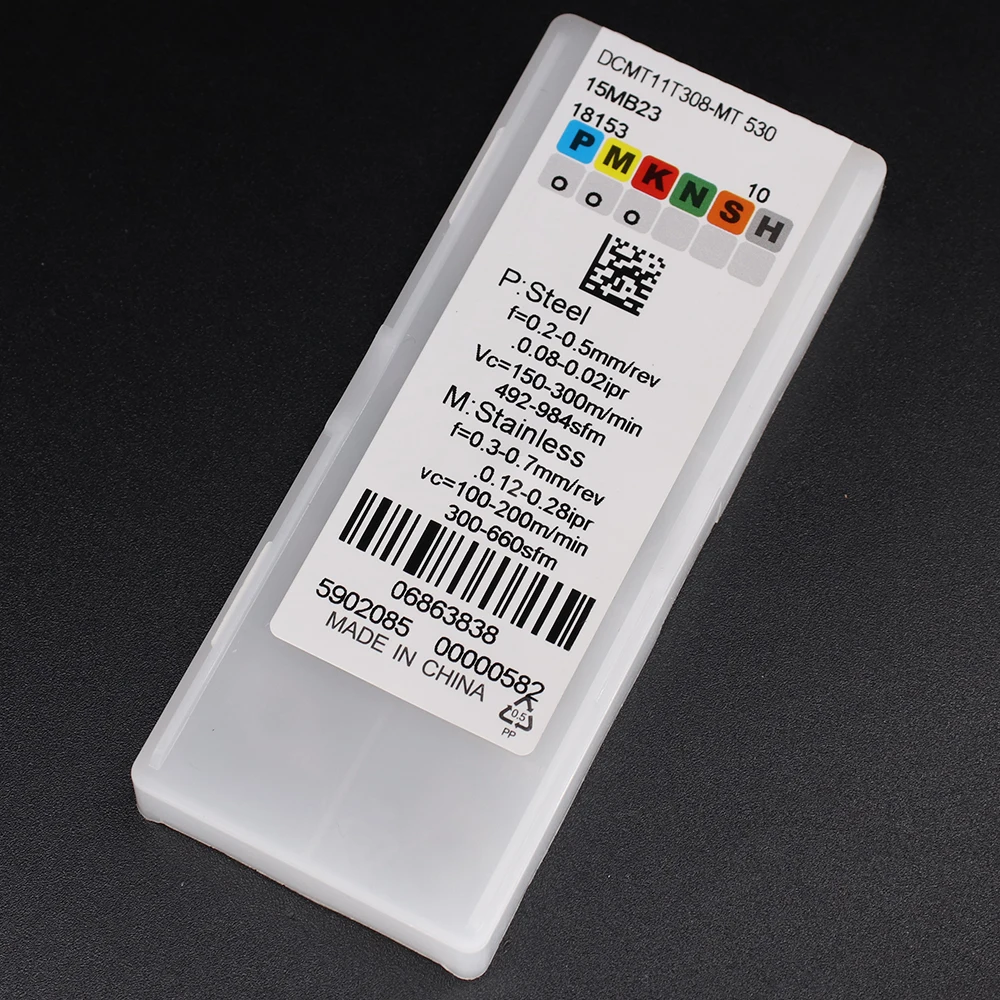 DCMT11T308-MT 530
15MB23
18153 10
P M K N S H
o o o
P:Steel
f=0.2-0.5mm/rev
.0.08-0.02ipr
Vc=150-300m/min
492-984sfm
M:Stainless
f=0.3-0.7mm/rev
.0.12-0.28ipr
vc=100-200m/min
300-660sfm
06863838
5902085 00000582
MADE IN CHINA
0.5
PP